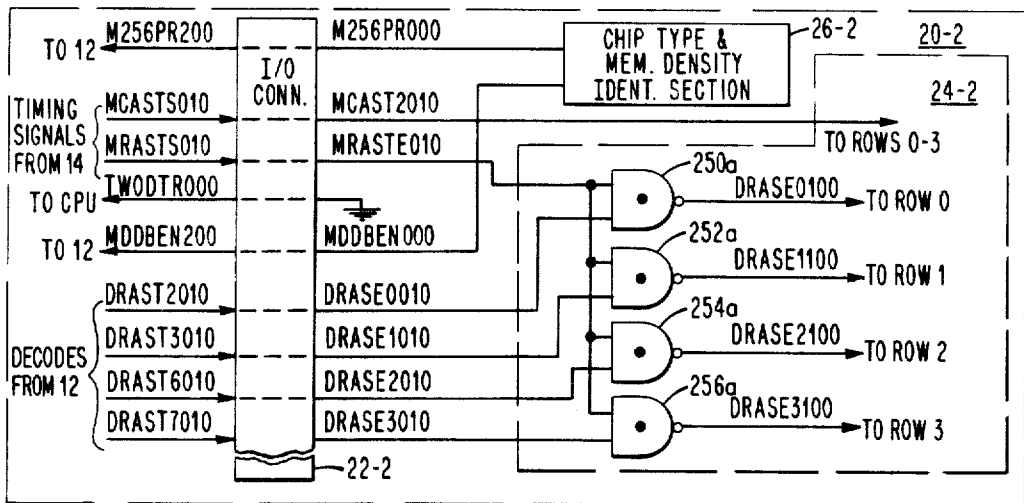 M256PR200
M256PR000
TO 12
CHIP TYPE &
MEM. DENSITY
IDENT. SECTION
26-2
20-2
24-2
I/O
CONN.
TIMING
SIGNALS
FROM 14
MCASTS010
MCAST2010
TO ROWS 0-3
MRASTS010
MRASTE010
TWODTR000
TO CPU
MDDBEN200
MDDBEN000
TO 12
250a
DRASE0100
TO ROW 0
252a
DRASE1100
TO ROW 1
DECODES
FROM 12
DRAST2010
DRASE0010
254a
DRASE2100
TO ROW 2
DRAST3010
DRASE1010
DRAST6010
DRASE2010
256a
DRASE3100
TO ROW 3
DRAST7010
DRASE3010
22-2